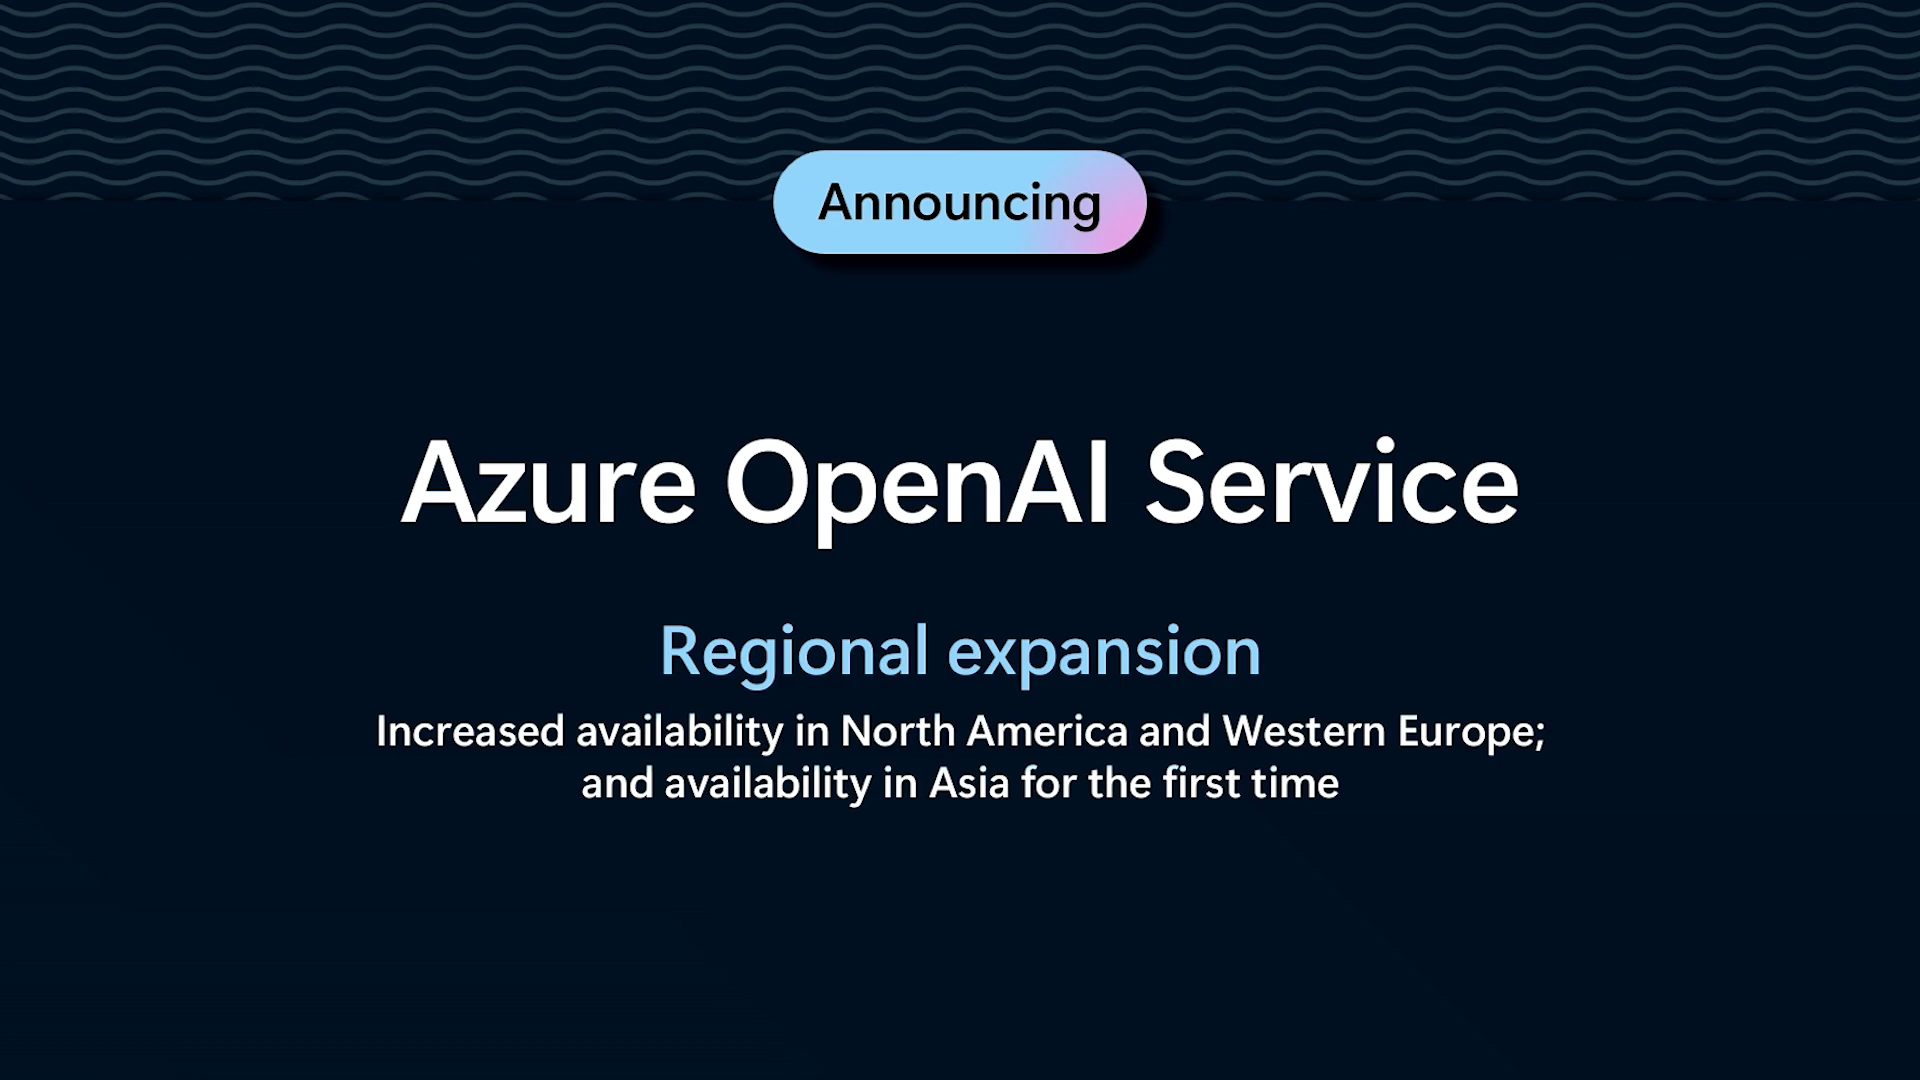 Announcing
Azure OpenAI Service
Regional expansion
Increased availability in North America and Western Europe;
and availability in Asia for the first time